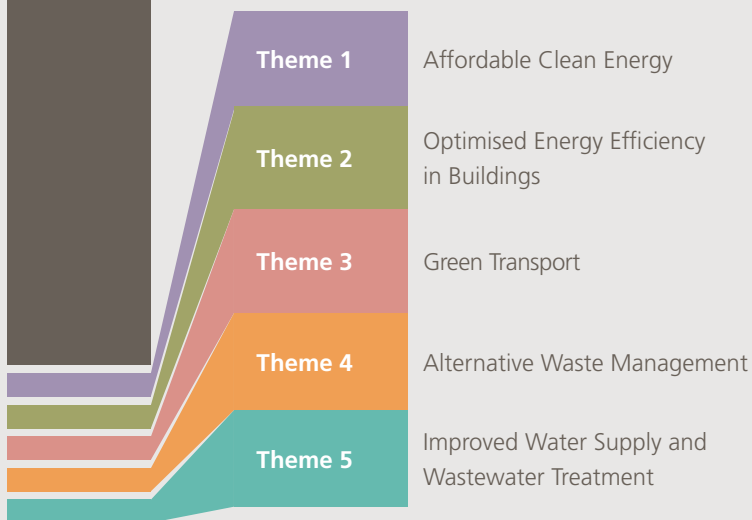 Theme 1
Affordable Clean Energy
Theme 2
Optimised Energy Efficiency
in Buildings
Theme 3
Green Transport
Theme 4
Alternative Waste Management
Theme 5
Improved Water Supply and
Wastewater Treatment